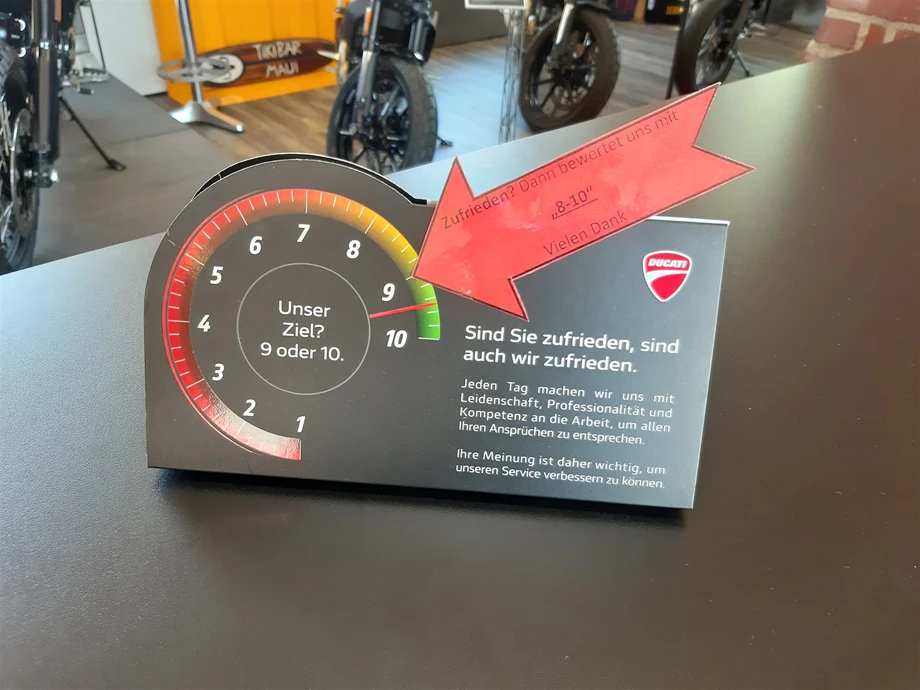 TIKI BAR
MAUI
Zufrieden? Dann bewertet uns mit
„8-10“
Vielen Dank
1
2
3
4
5
6
7
8
9
10
Unser
Ziel?
9 oder 10.
DUCATI
Sind Sie zufrieden, sind
auch wir zufrieden.
Jeden Tag machen wir uns mit
Leidenschaft, Professionalität und
Kompetenz an die Arbeit, um allen
Ihren Ansprüchen zu entsprechen.
Ihre Meinung ist daher wichtig, um
unseren Service verbessern zu können.